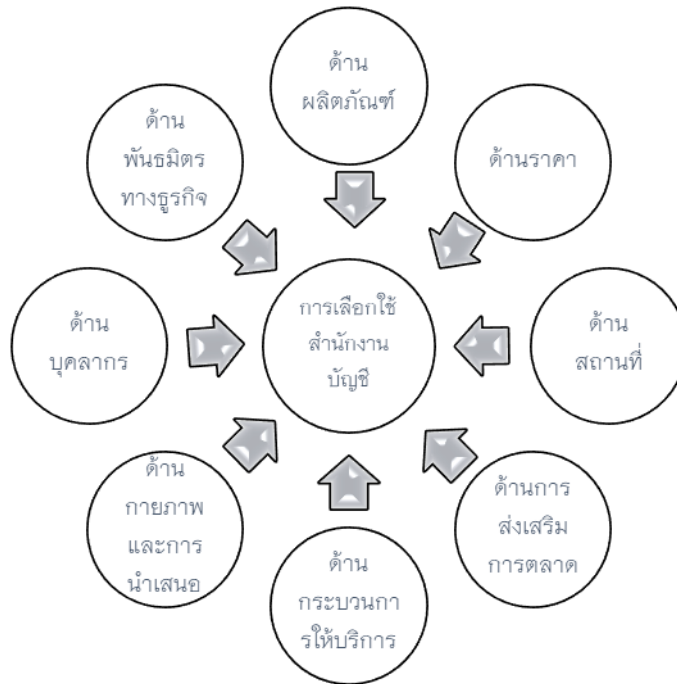 ด้าน
ผลิตภัณฑ์
ด้านราคา
ด้าน
สถานที่
ด้านการ
ส่งเสริม
การตลาด
ด้าน
กระบวนกา
รให้บริการ
ด้าน
กายภาพ
และการ
นำเสนอ
ด้าน
บุคลากร
ด้าน
พันธมิตร
ทางธุรกิจ
การเลือกใช้
สำนักงาน
บัญชี